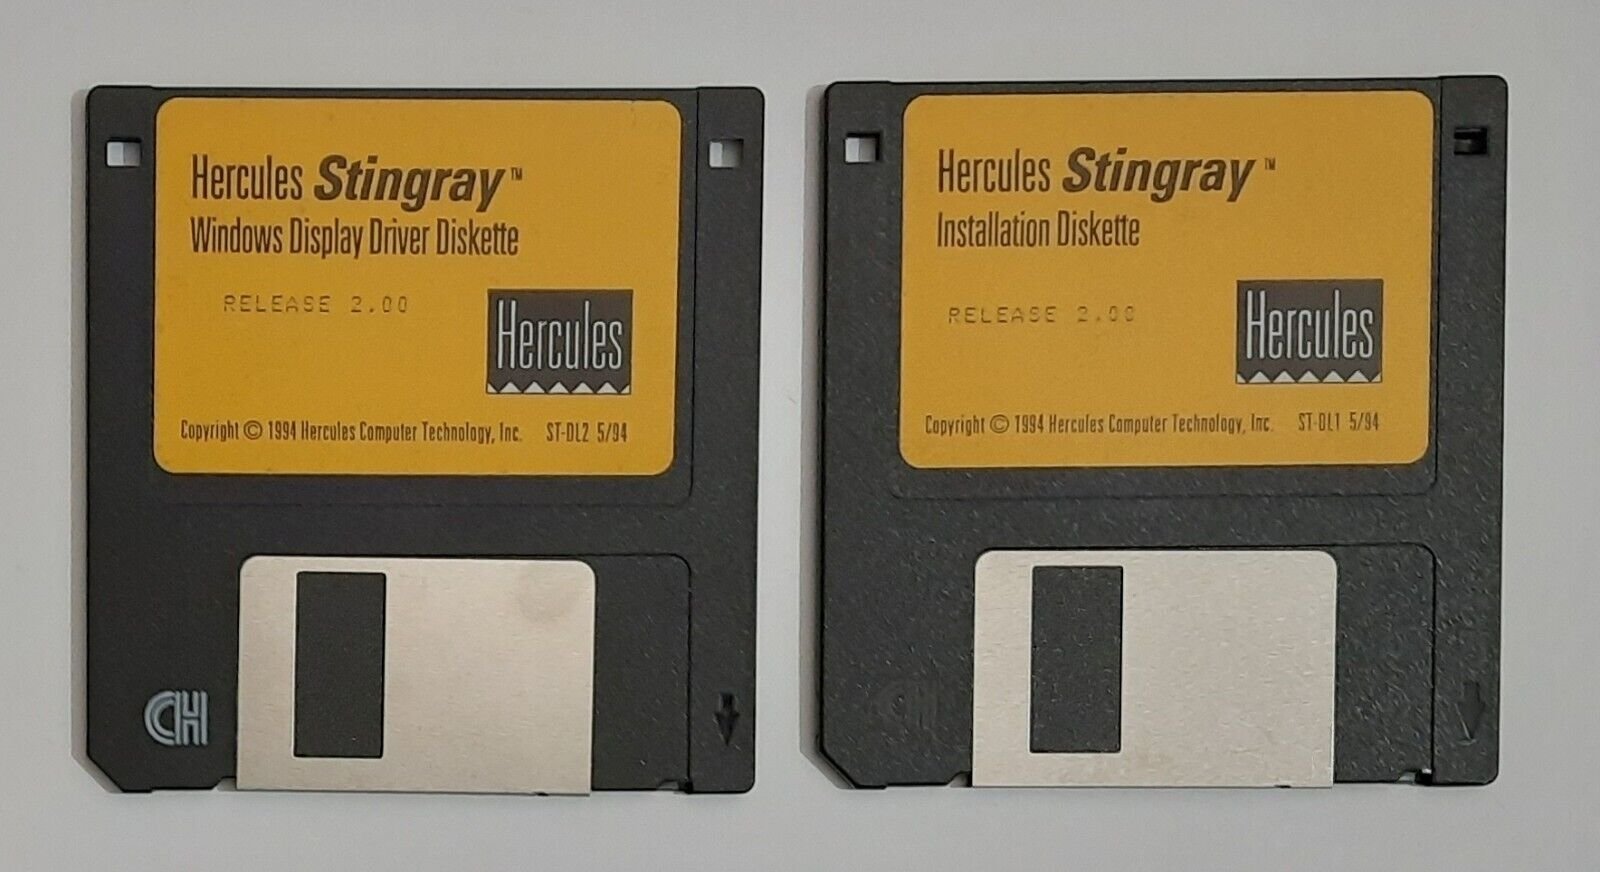 Hercules Stingray™
Windows Display Driver Diskette
RELEASE 2.00
Hercules
Copyright © 1994 Hercules Computer Technology, Inc. ST-DL2 5/94
CH
Hercules Stingray™
Installation Diskette
RELEASE 2.00
Hercules
Copyright © 1994 Hercules Computer Technology, Inc. ST-DL1 5/94
CH